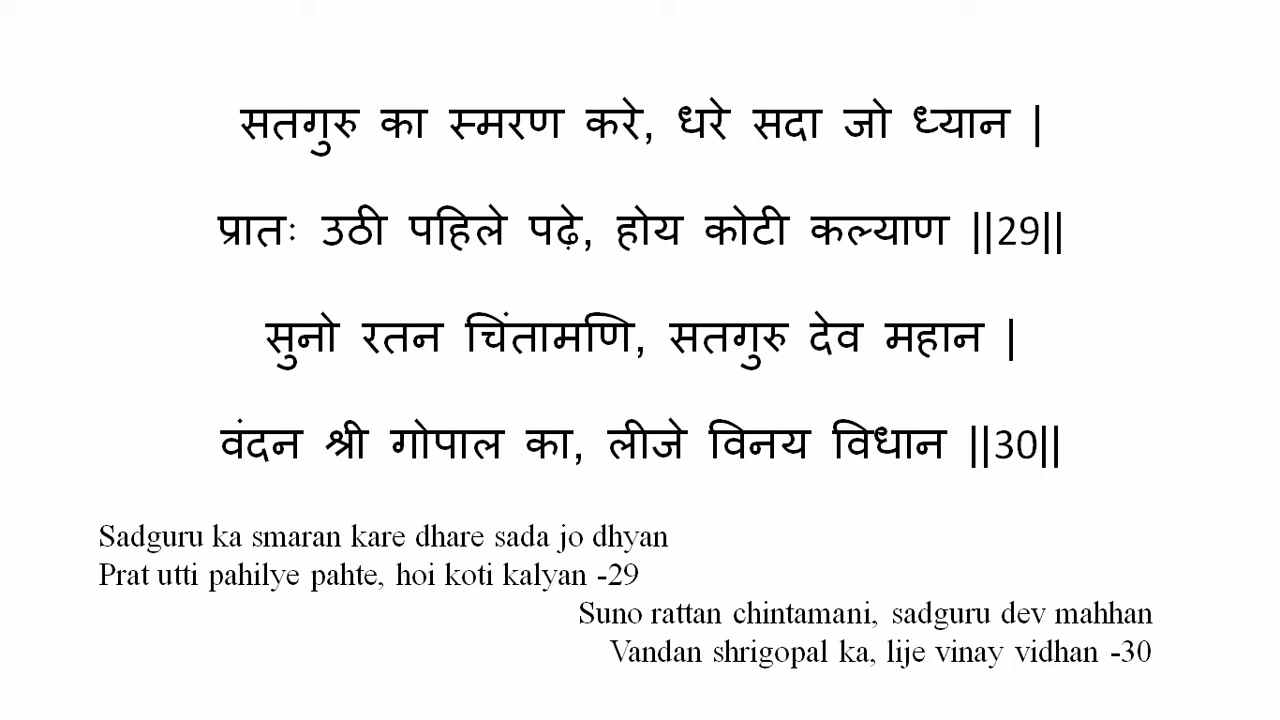 सतगुरु का स्मरण करे, धरे सदा जो ध्यान |
प्रातः उठी पहिले पढ़े, होय कोटी कल्याण ||29||
सुनो रतन चिंतामणि, सतगुरु देव महान |
वंदन श्री गोपाल का, लीजे विनय विधान ||30||
Sadguru ka smaran kare dhare sada jo dhyan
Prat utti pahilye pahte, hoi koti kalyan -29
Suno rattan chintamani, sadguru dev mahhan
Vandan shrigopal ka, lije vinay vidhan -30